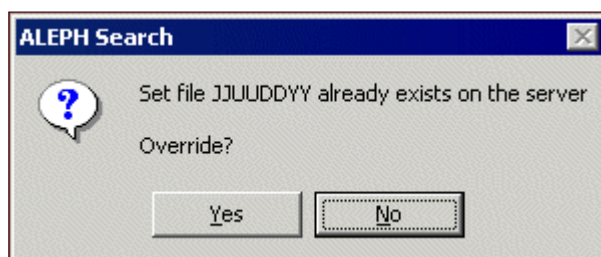 ALEPH Search
Set file JJUUDDYY already exists on the server
Override?
Yes
No